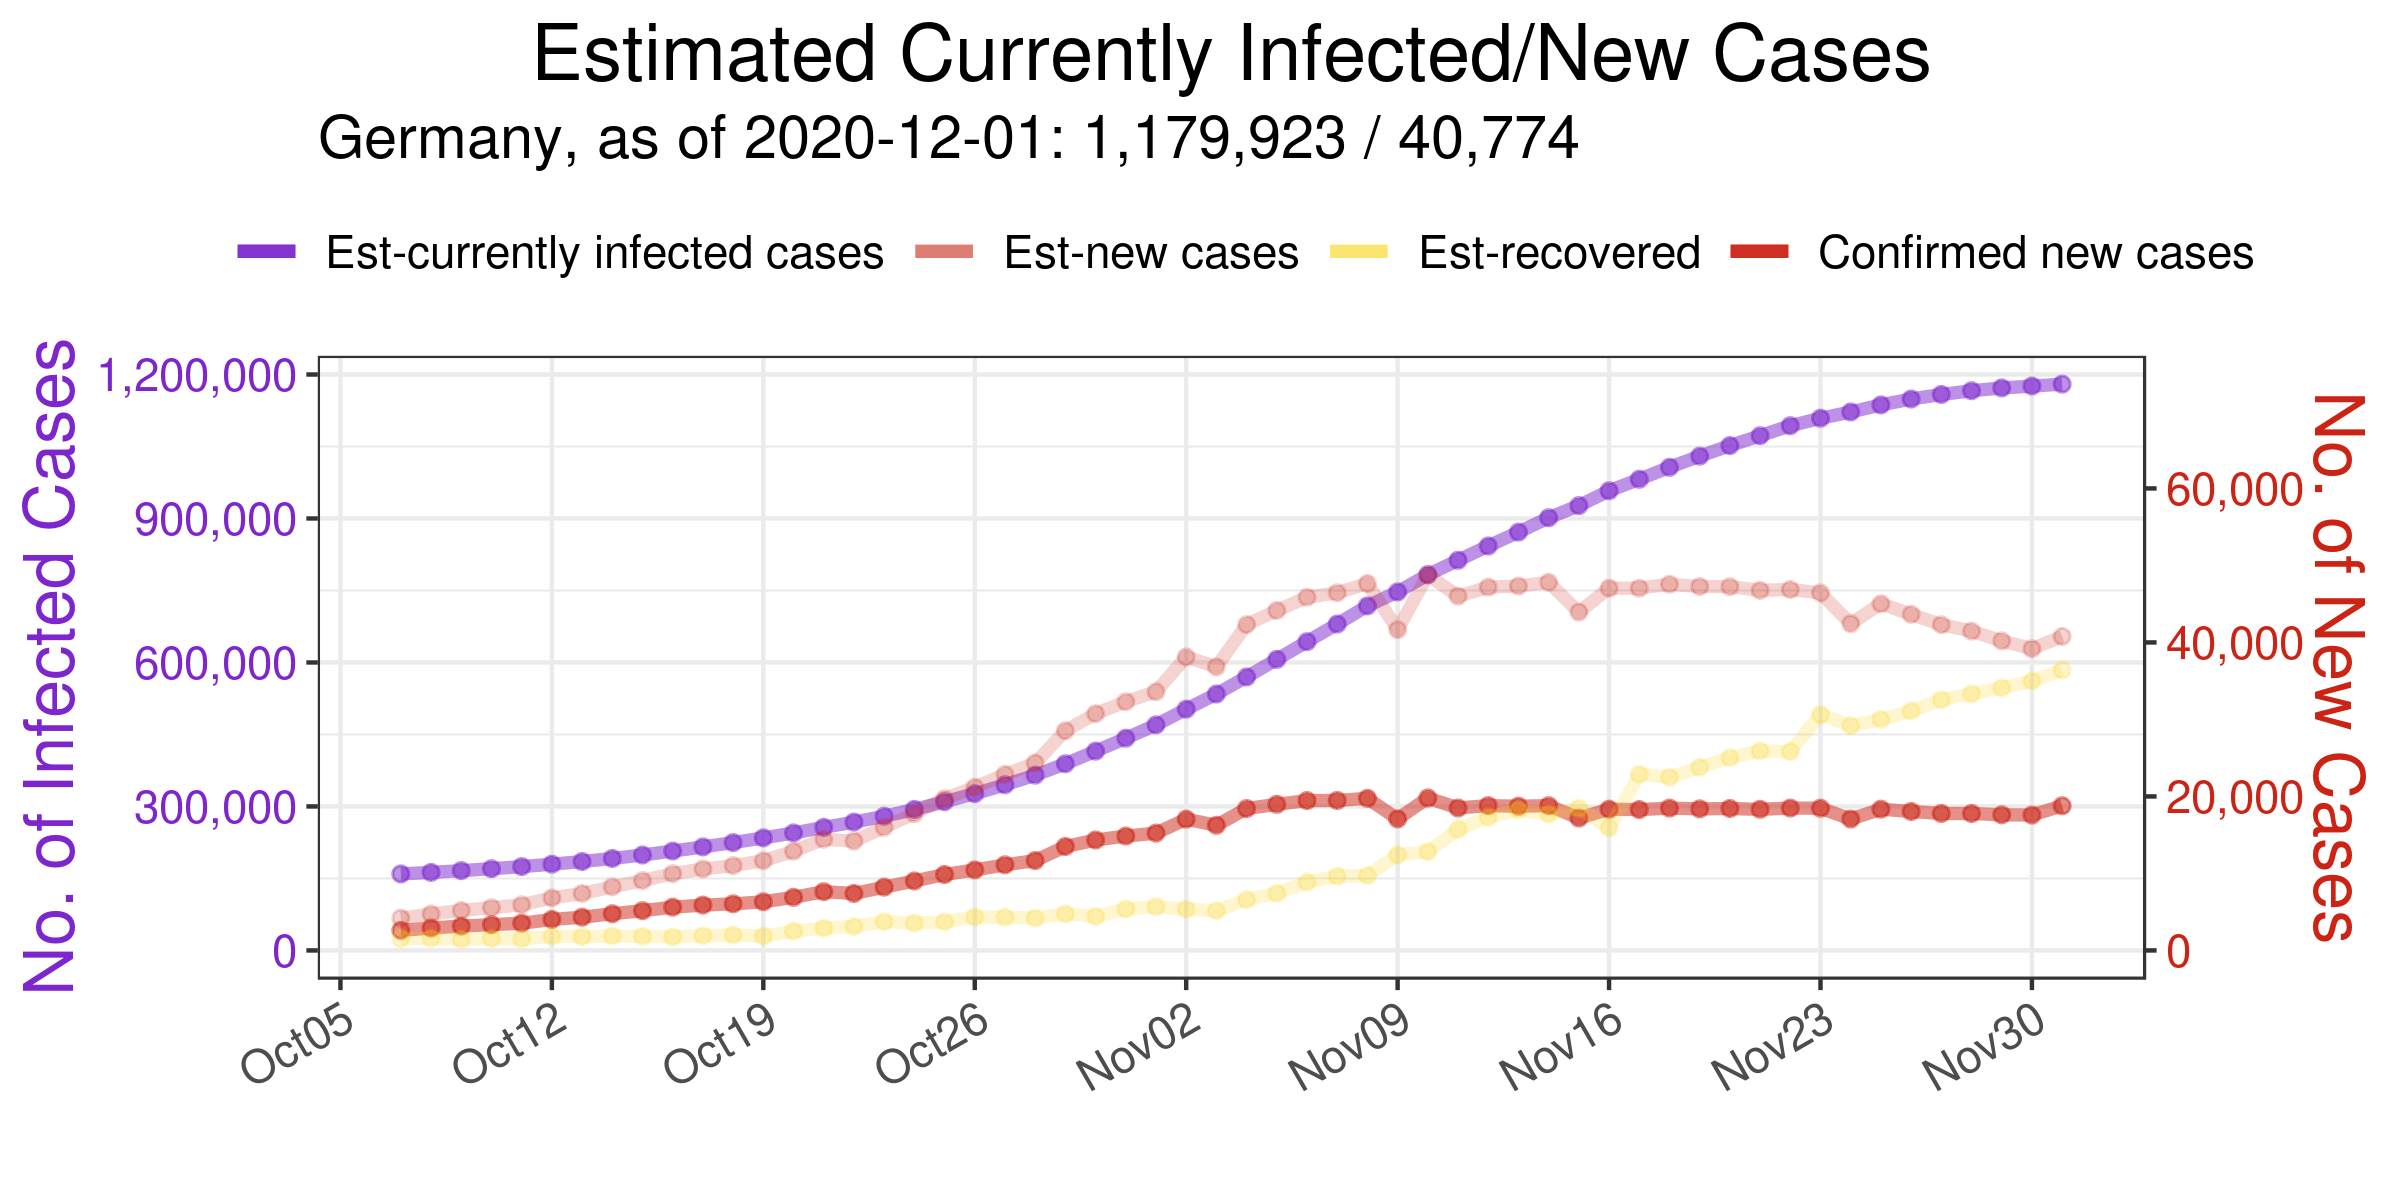 Estimated Currently Infected/New Cases
Germany, as of 2020-12-01: 1,179,923 / 40,774
Est-currently infected cases Est-new cases Est-recovered Confirmed new cases
No. of Infected Cases
1,200,000
900,000
600,000
300,000
0
60,000
40,000
20,000
0
No. of New Cases
Oct05 Oct12 Oct19 Oct26 Nov02 Nov09 Nov16 Nov23 Nov30